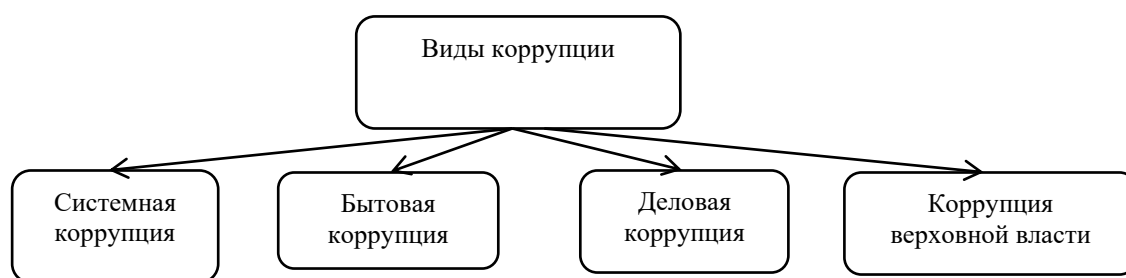 Виды коррупции
Системная
коррупция
Бытовая
коррупция
Деловая
коррупция
Коррупция
верховной власти